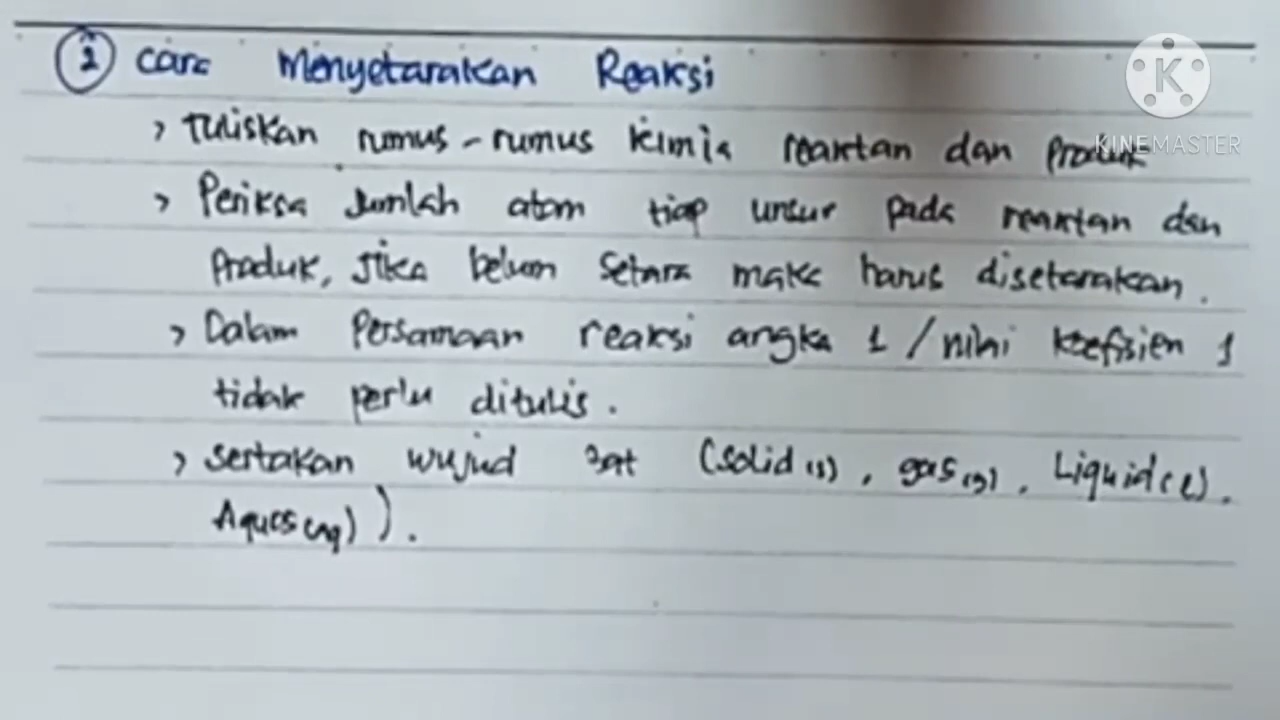 ② Cara Menyetarakan Reaksi
> Tuliskan rumus-rumus kimia reaktan dan produk
> Periksa Jumlah atom tiap unsur pada reaktan dan
Produk, jika belum setara maka harus disetarakan.
> Dalam Persamaan reaksi angka 1 / nilai koefisien 1
tidak perlu ditulis.
> sertakan wujud zat (solid(s), gas(g), Liquid(l),
Aques(aq)).
K
KINEMASTER